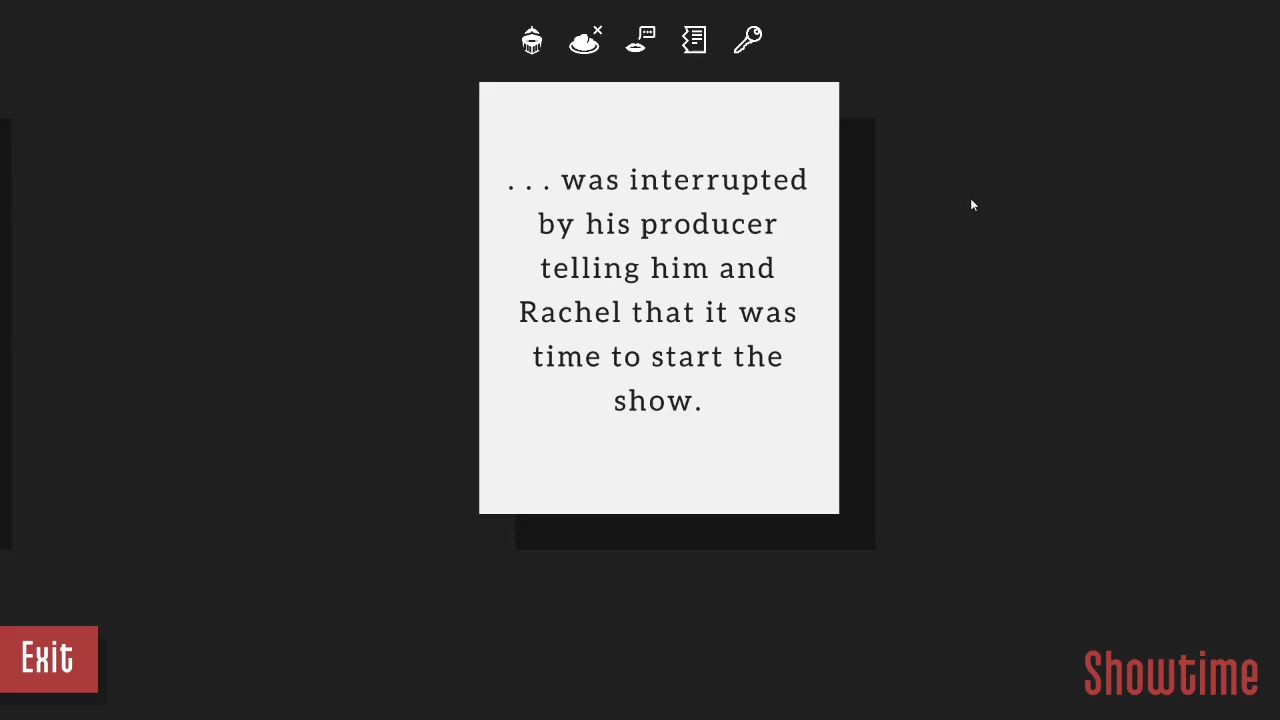 . . . was interrupted
by his producer
telling him and
Rachel that it was
time to start the
show.
Exit
Showtime